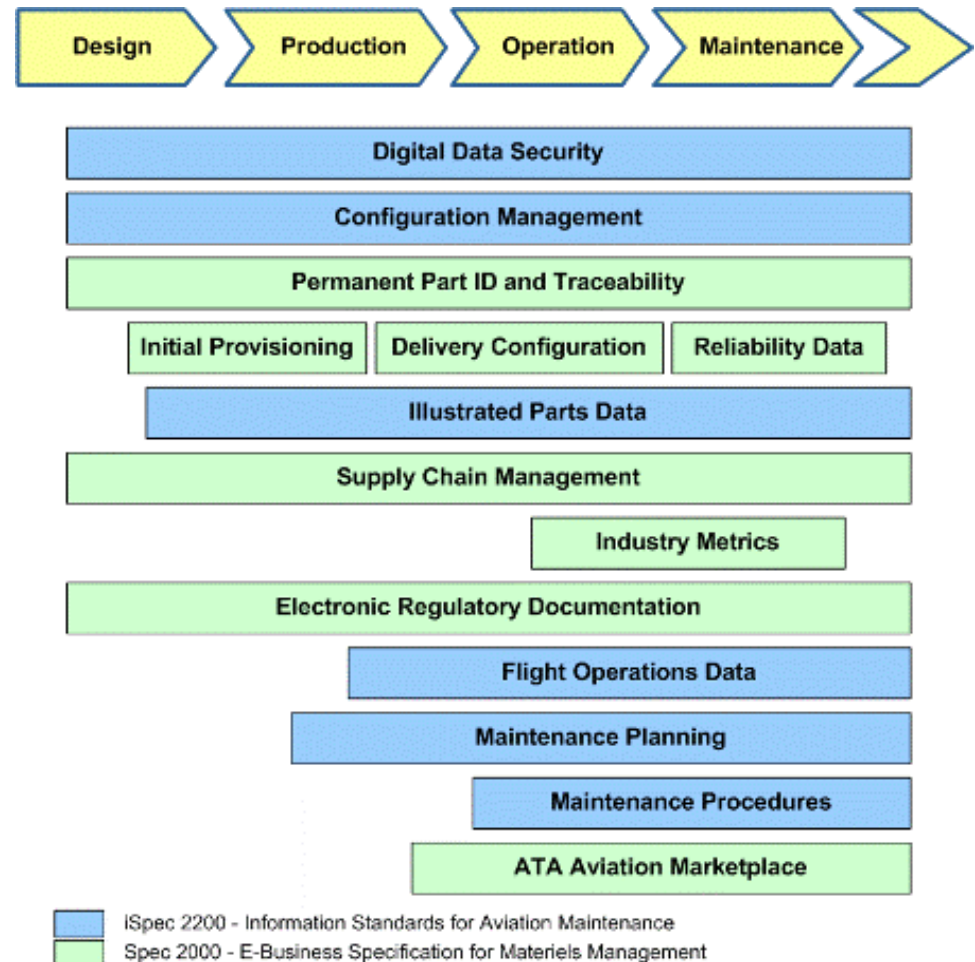 Design Production Operation Maintenance
Digital Data Security
Configuration Management
Permanent Part ID and Traceability
Initial Provisioning Delivery Configuration Reliability Data
Illustrated Parts Data
Supply Chain Management
Industry Metrics
Electronic Regulatory Documentation
Flight Operations Data
Maintenance Planning
Maintenance Procedures
ATA Aviation Marketplace
iSpec 2200 - Information Standards for Aviation Maintenance
Spec 2000 - E-Business Specification for Materiels Management